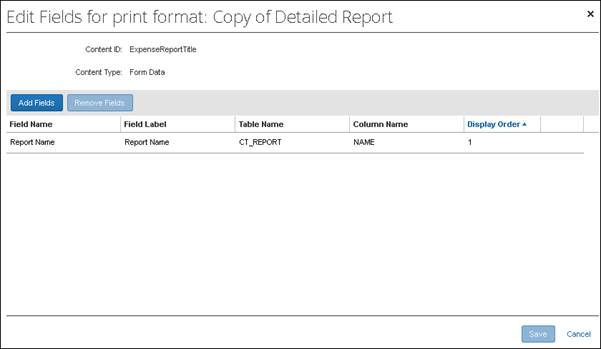 Edit Fields for print format: Copy of Detailed Report ×
Content ID: ExpenseReportTitle
Content Type: Form Data
Add Fields Remove Fields
Field Name Field Label Table Name Column Name Display Order ▲
Report Name Report Name CT_REPORT NAME 1
Save Cancel